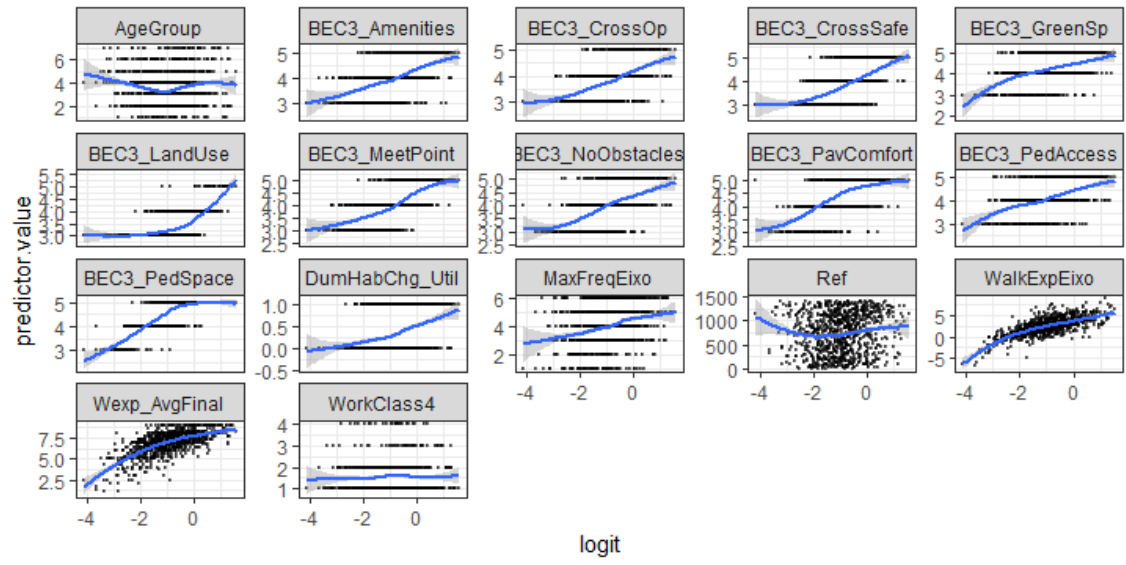 AgeGroup BEC3_Amenities BEC3_CrossOp BEC3_CrossSafe BEC3_GreenSp
6 5 5 5 5
4 4 4 4 4
2 3 3 3 3
2
BEC3_LandUse BEC3_MeetPoint BEC3_NoObstacles BEC3_PavComfort BEC3_PedAccess
5.5 5.0 5.0 5.0 5
5.0 4.5 4.5 4.5 4
4.5 4.0 4.0 4.0 3
4.0 3.5 3.5 3.5
3.5 3.0 3.0 3.0
3.0 2.5 2.5 2.5
predictor.value
BEC3_PedSpace DumHabChg_Util MaxFreqEixo Ref WalkExpEixo
5 1.0 6 1500 5
4 0.5 4 1000 0
3 0.0 2 500 -5
-0.5 0
-4 -2 0 -4 -2 0 -4 -2 0
Wexp_AvgFinal WorkClass4
7.5 4
5.0 3
2.5 2
1
-4 -2 0 -4 -2 0
logit